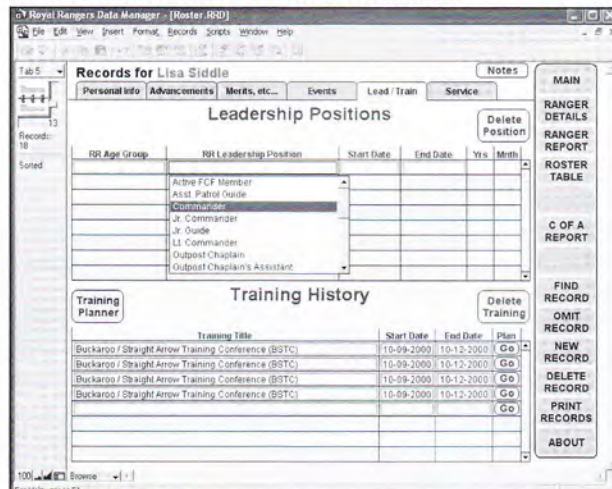 Royal Rangers Data Manager - [Roster.RRD]
File Edit View Insert Format Records Scripts Window Help
Tab 5
Records for Lisa Siddle
Notes
Personal Info Advancements Merits, etc... Events Lead / Train Service
Leadership Positions
Delete
Position
13
Records:
18
Sorted
RR Age Group RR Leadership Position Start Date End Date Yrs Mnth
Active FCF Member
Asst. Patrol Guide
Commander
Jr. Commander
Jr. Guide
Lt. Commander
Outpost Chaplain
Outpost Chaplain's Assistant
Training
Planner
Training History
Delete
Training
Training Title Start Date End Date Plan
Buckaroo / Straight Arrow Training Conference (BSTC) 10-09-2000 10-12-2000 Go
Buckaroo / Straight Arrow Training Conference (BSTC) 10-09-2000 10-12-2000 Go
Buckaroo / Straight Arrow Training Conference (BSTC) 10-09-2000 10-12-2000 Go
Buckaroo / Straight Arrow Training Conference (BSTC) 10-09-2000 10-12-2000 Go
Go
MAIN
RANGER
DETAILS
RANGER
REPORT
ROSTER
TABLE
C OF A
REPORT
FIND
RECORD
OMIT
RECORD
NEW
RECORD
DELETE
RECORD
PRINT
RECORDS
ABOUT
100 Browse